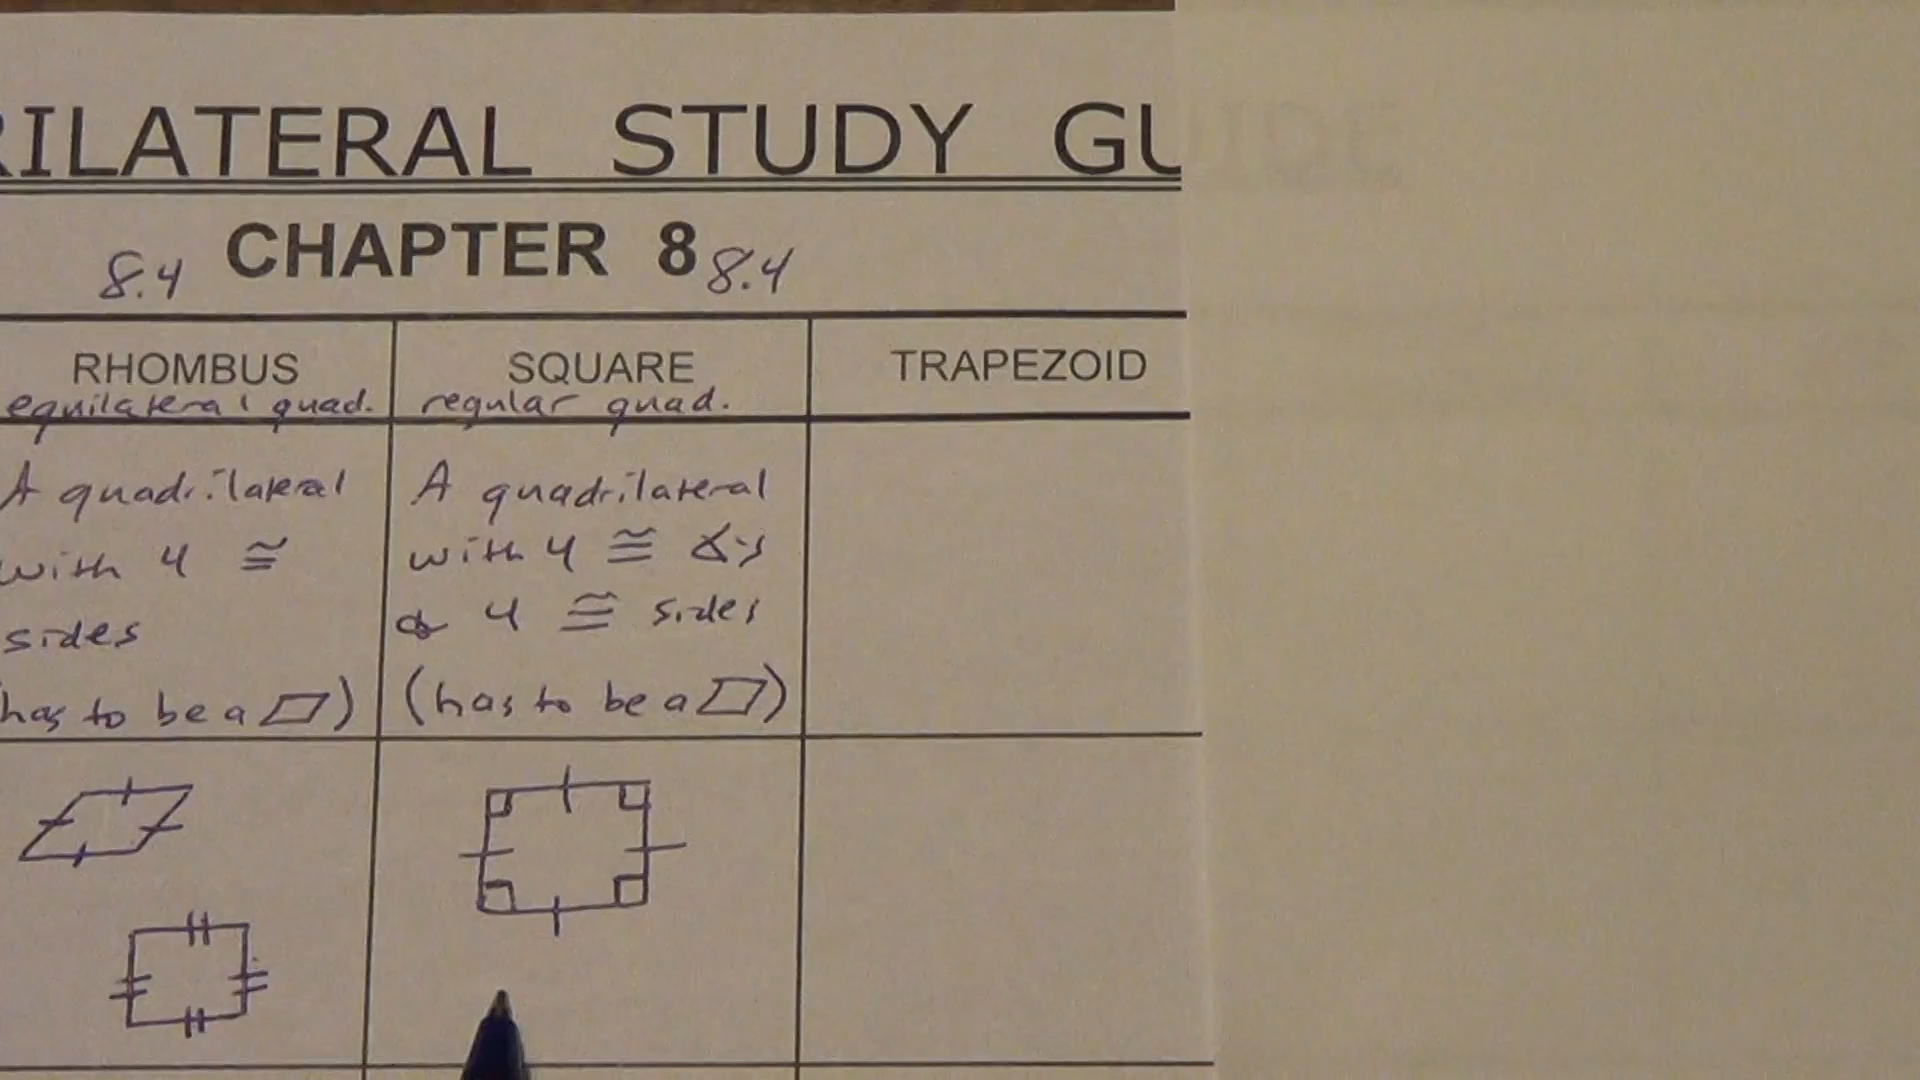 RILATERAL STUDY GU
CHAPTER 8
8.4
8.4
RHOMBUS
equilateral quad.
A quadrilateral
with 4 ≅
sides
has to be a ▱)
SQUARE
regular quad.
A quadrilateral
with 4 ≅ ∡'s
& 4 ≅ sides
(has to be a ▱)
TRAPEZOID